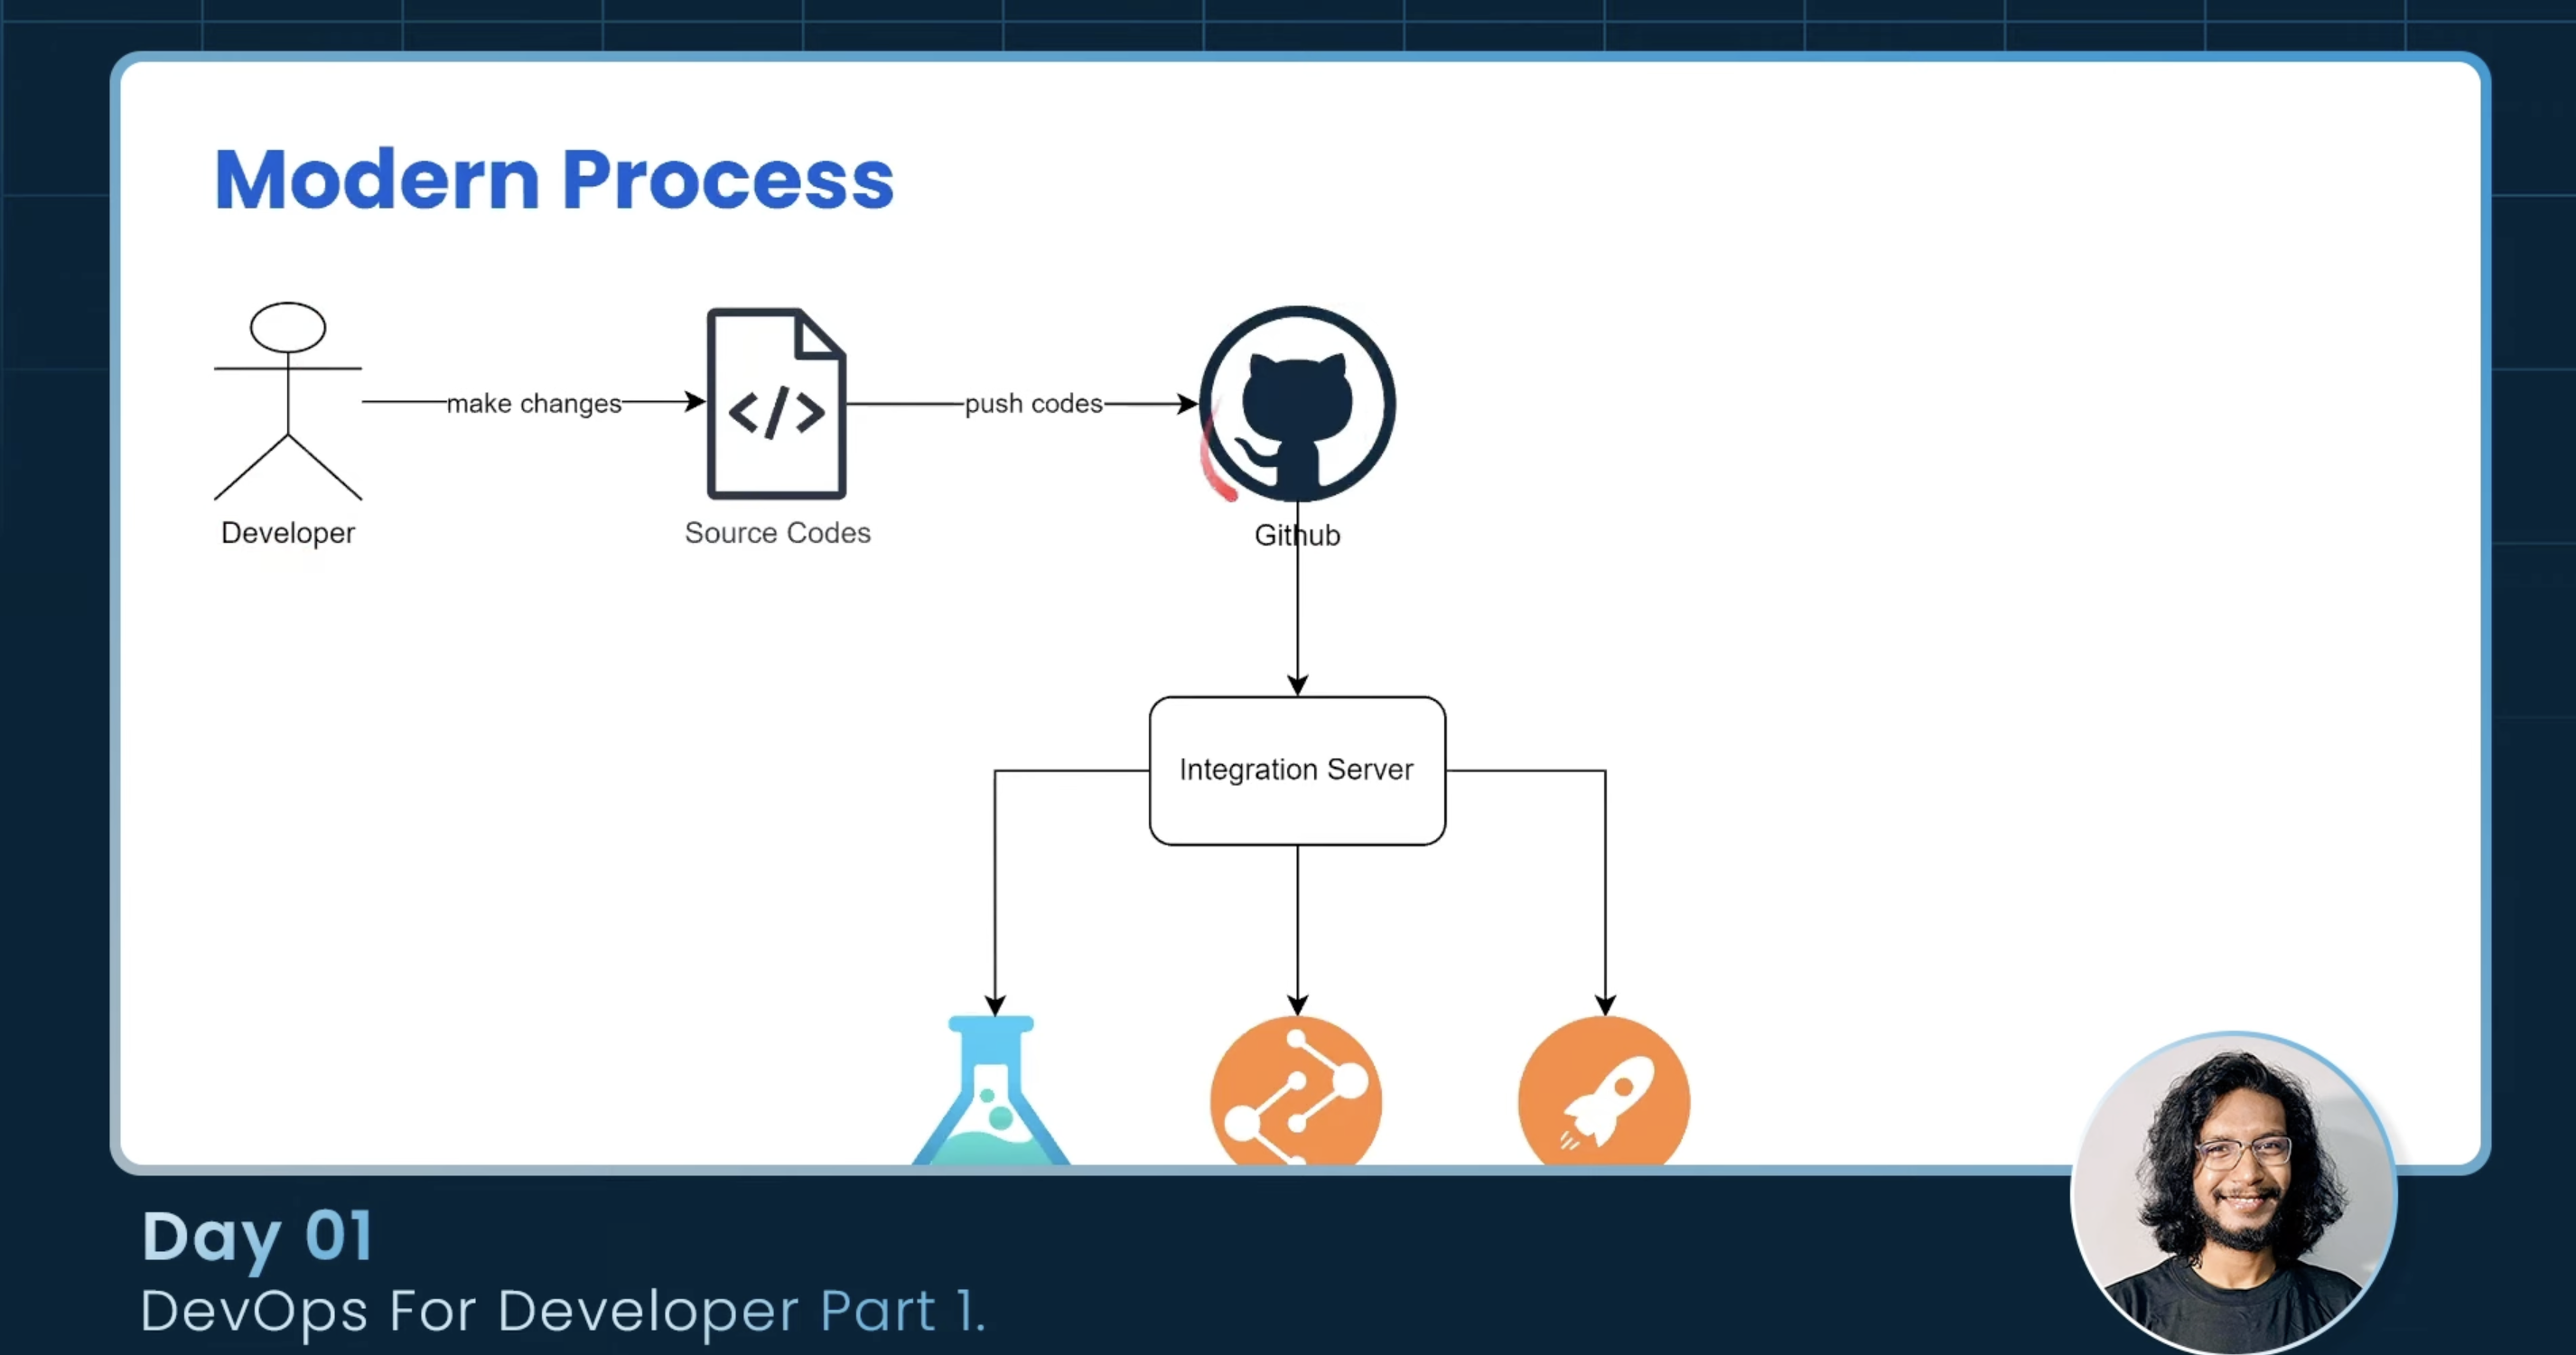 Modern Process
make changes
push codes
Developer
Source Codes
</>
Github
Integration Server
Day 01
DevOps For Developer Part 1.